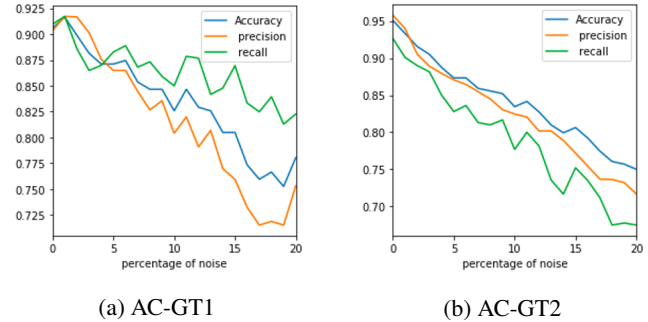 0.925
0.900
0.875
0.850
0.825
0.800
0.775
0.750
0.725
0 5 10 15 20
percentage of noise
Accuracy
precision
recall
(a) AC-GT1
0.95
0.90
0.85
0.80
0.75
0.70
0 5 10 15 20
percentage of noise
Accuracy
precision
recall
(b) AC-GT2